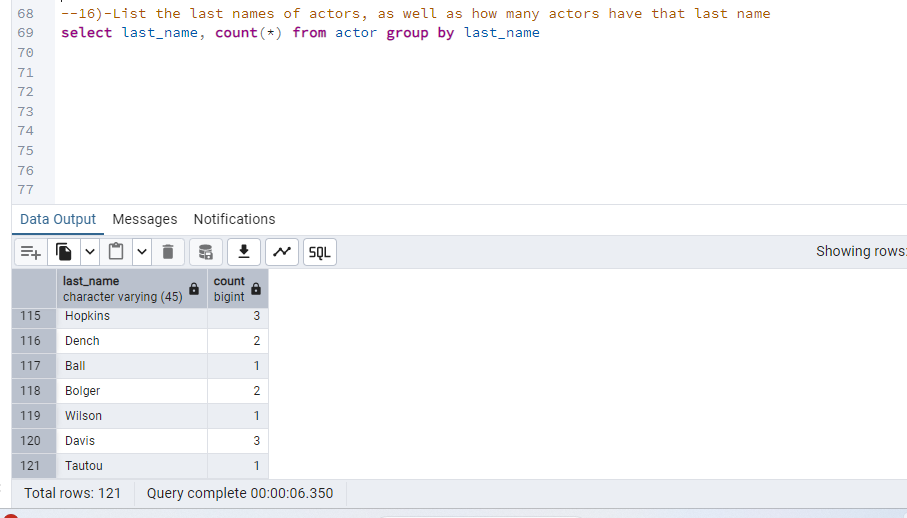 68 --16)-List the last names of actors, as well as how many actors have that last name
69 select last_name, count(*) from actor group by last_name
70
71
72
73
74
75
76
77
Data Output Messages Notifications
SQL Showing rows:
last_name count
character varying (45) bigint
115 Hopkins 3
116 Dench 2
117 Ball 1
118 Bolger 2
119 Wilson 1
120 Davis 3
121 Tautou 1
Total rows: 121 Query complete 00:00:06.350